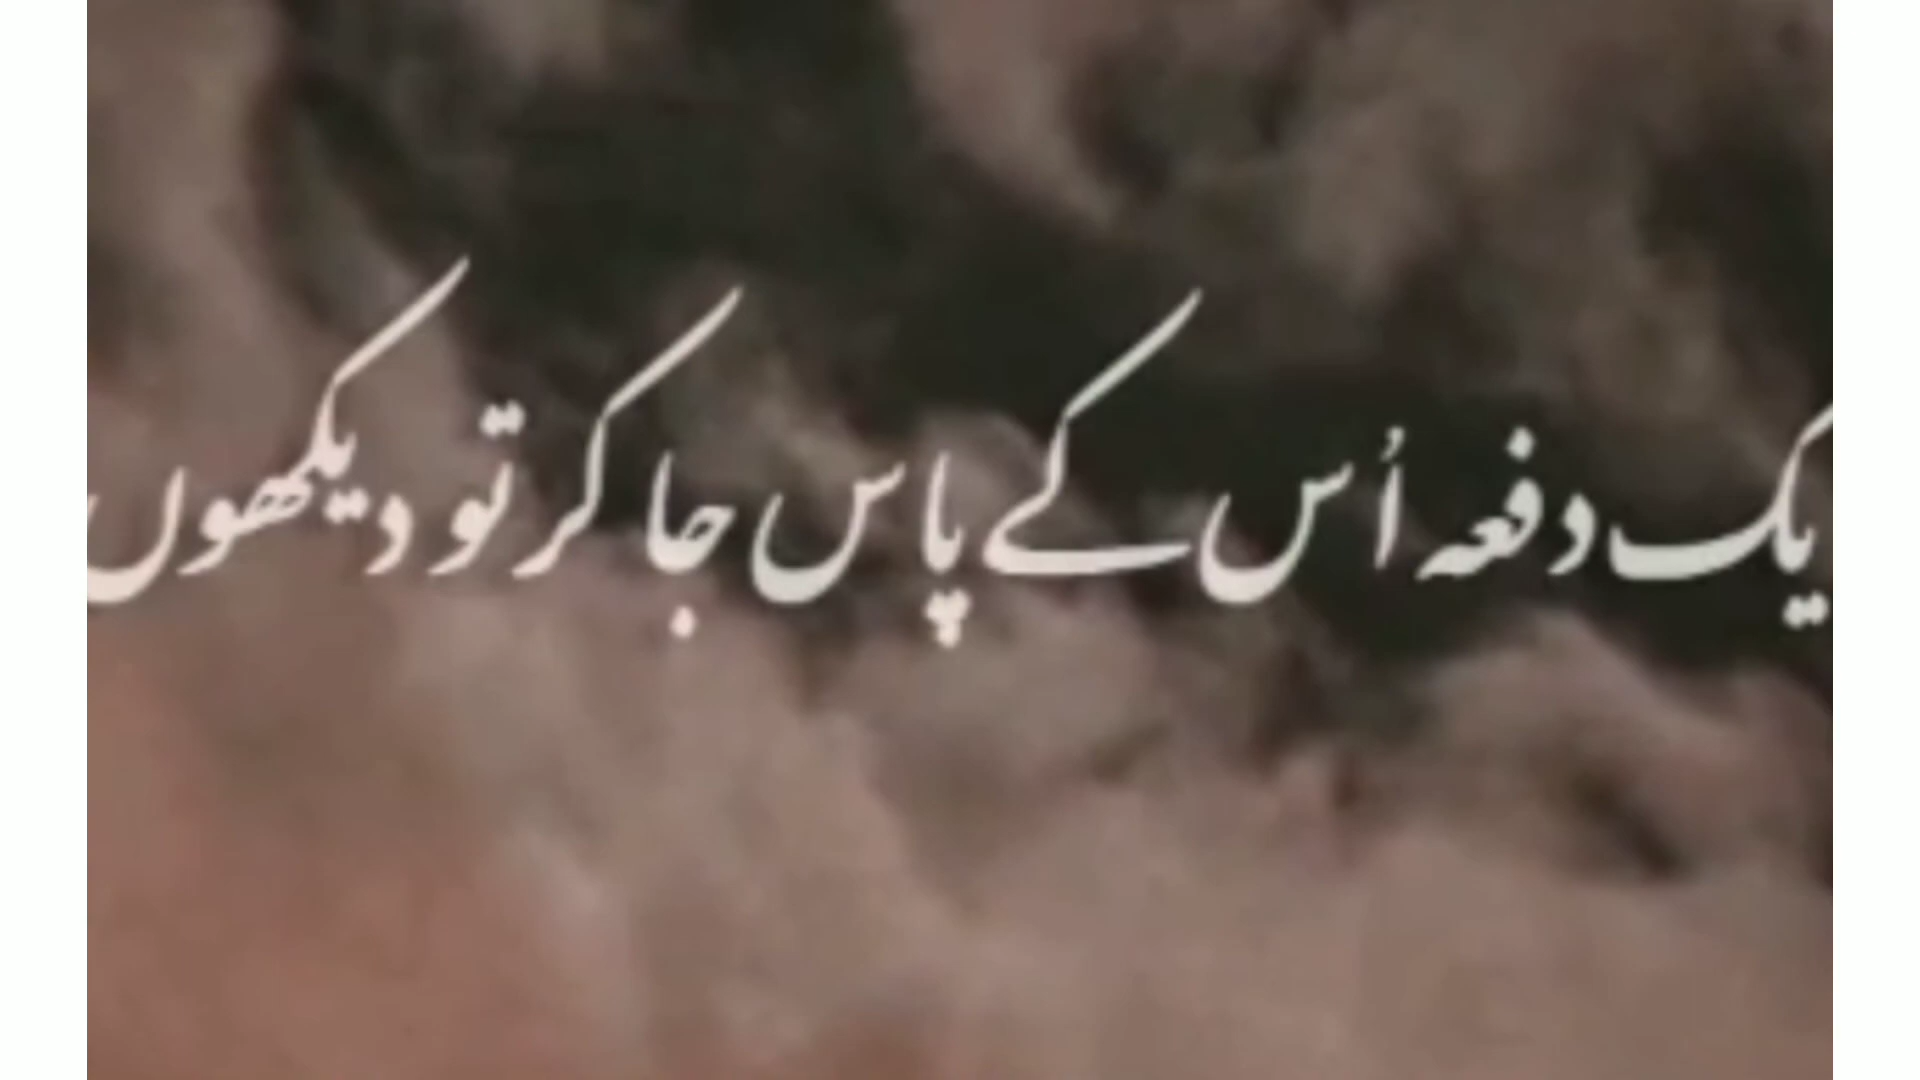 یک دفعہ اُس کے پاس جا کر تو دیکھوں